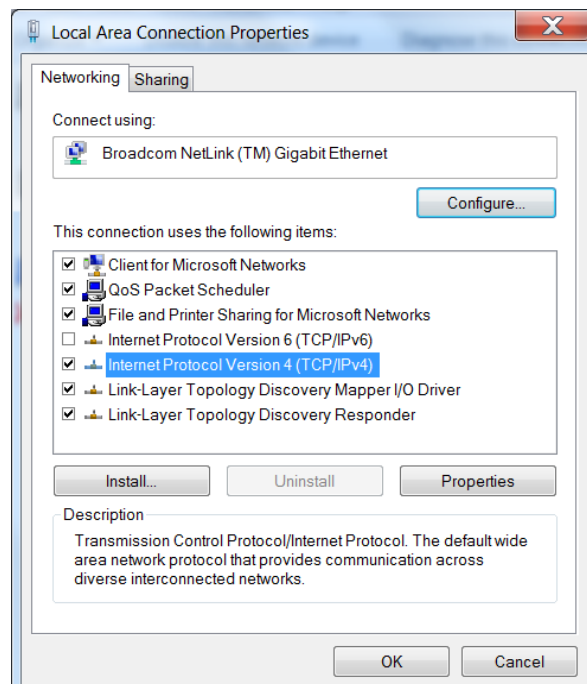 Local Area Connection Properties
Networking
Sharing
Connect using:
Broadcom NetLink (TM) Gigabit Ethernet
Configure...
This connection uses the following items:
Client for Microsoft Networks
QoS Packet Scheduler
File and Printer Sharing for Microsoft Networks
Internet Protocol Version 6 (TCP/IPv6)
Internet Protocol Version 4 (TCP/IPv4)
Link-Layer Topology Discovery Mapper I/O Driver
Link-Layer Topology Discovery Responder
Install...
Uninstall
Properties
Description
Transmission Control Protocol/Internet Protocol. The default wide
area network protocol that provides communication across
diverse interconnected networks.
OK
Cancel